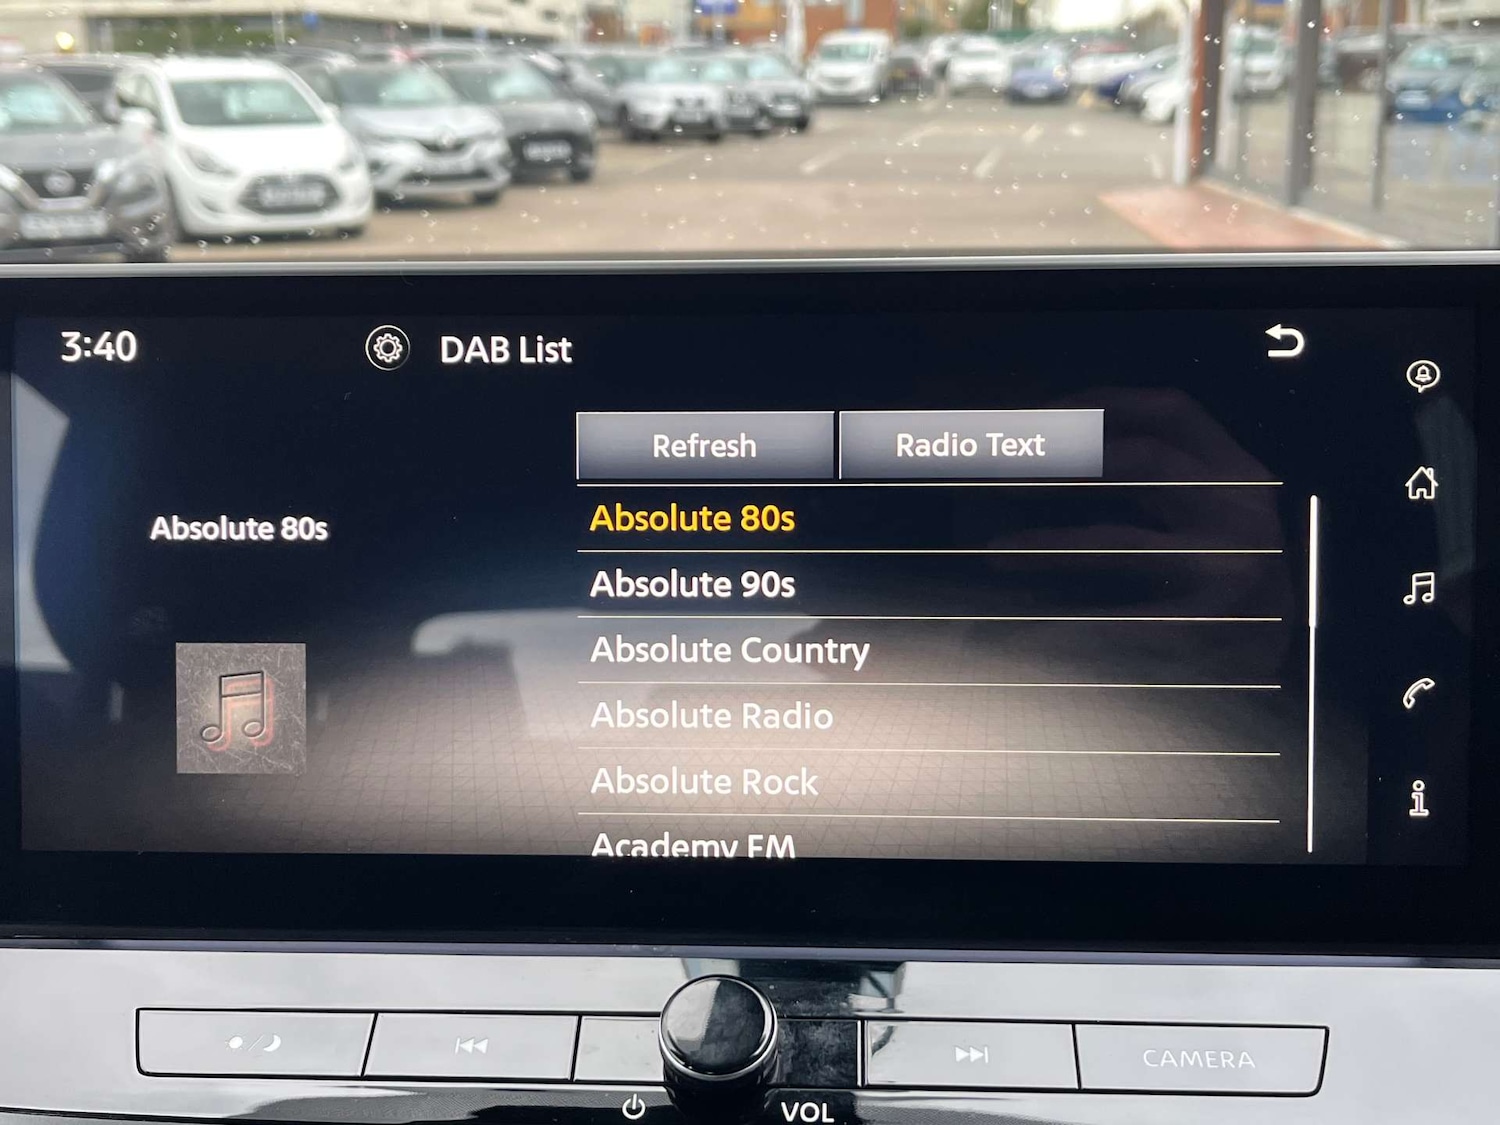 3:40
DAB List
Refresh
Radio Text
Absolute 80s
Absolute 80s
Absolute 90s
Absolute Country
Absolute Radio
Absolute Rock
Academy FM
CAMERA
VOL